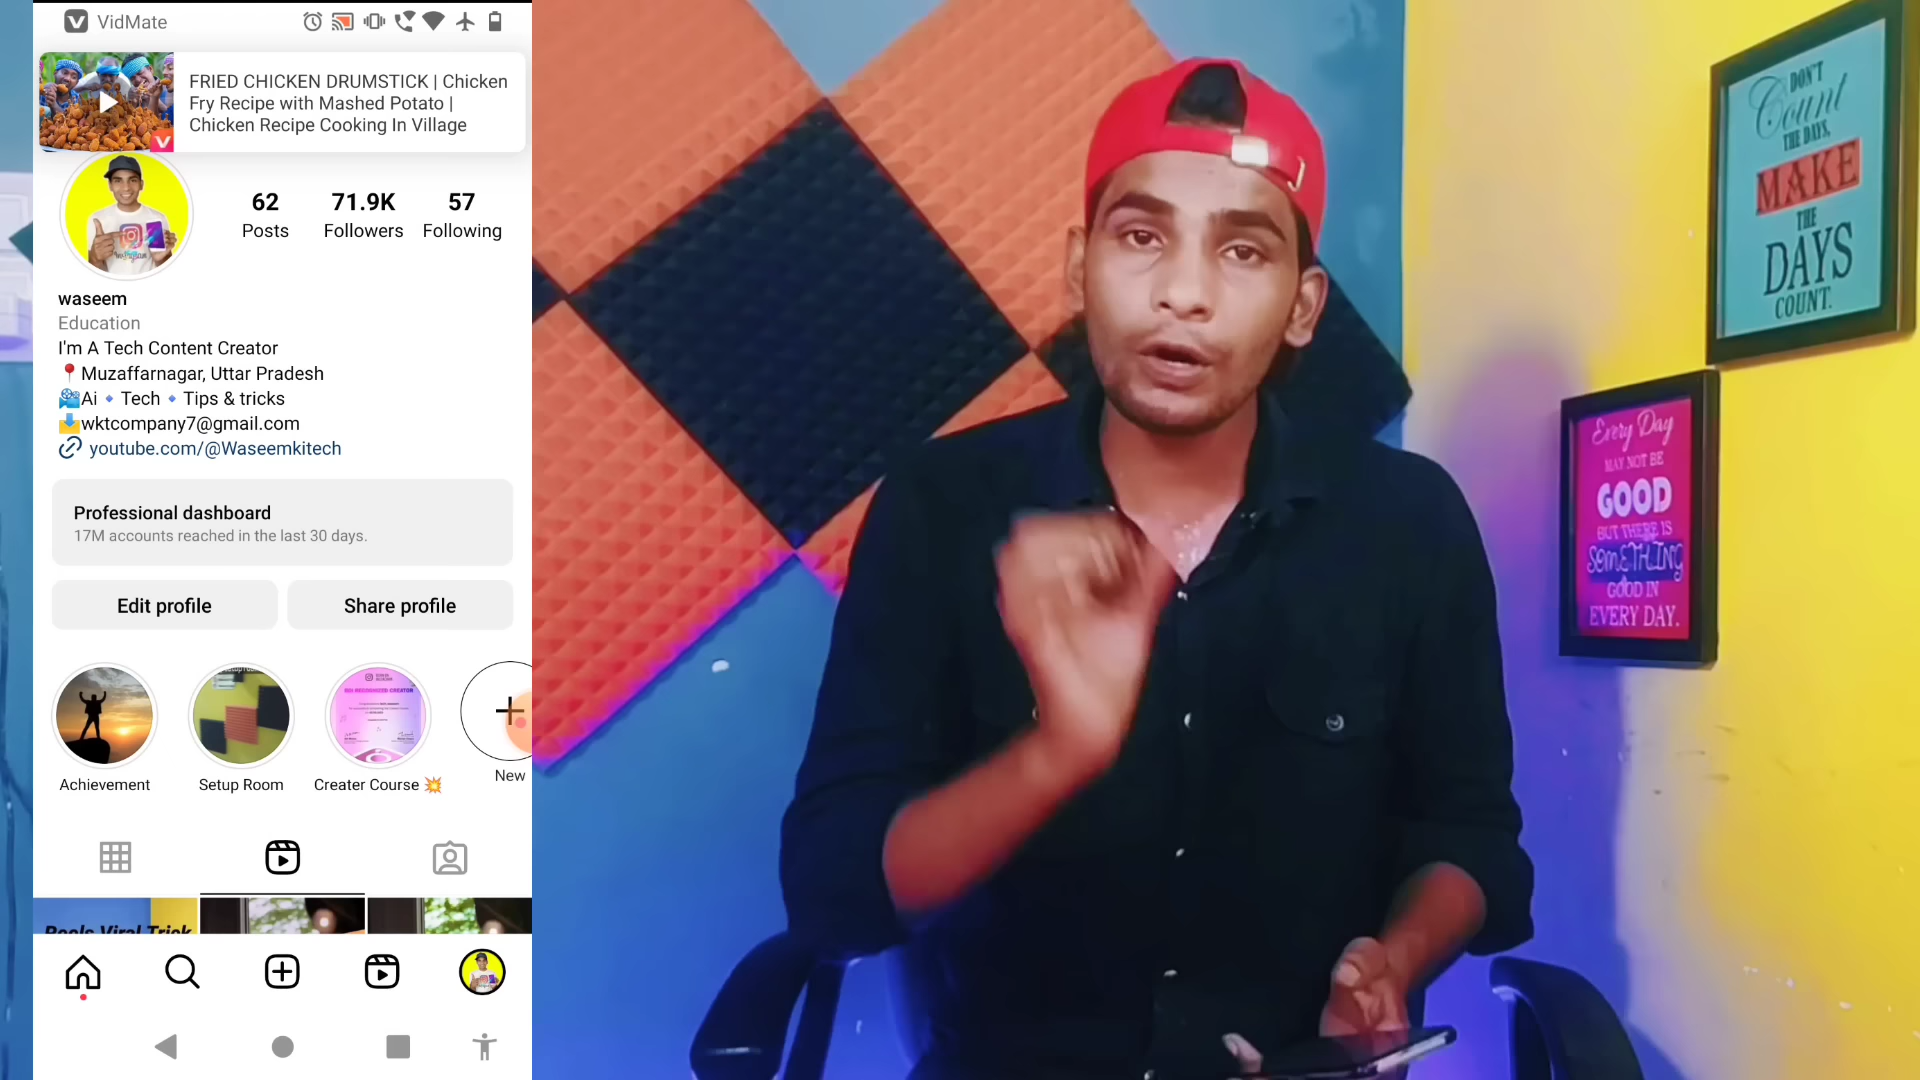 VidMate
FRIED CHICKEN DRUMSTICK | Chicken
Fry Recipe with Mashed Potato |
Chicken Recipe Cooking In Village
62
Posts
71.9K
Followers
57
Following
waseem
Education
I'm A Tech Content Creator
📍Muzaffarnagar, Uttar Pradesh
🎥Ai🔹Tech🔹Tips & tricks
📩wktcompany7@gmail.com
youtube.com/@Waseemkitech
Professional dashboard
17M accounts reached in the last 30 days.
Edit profile
Share profile
Achievement
Setup Room
Creater Course 💥
New
Reels Viral Trick
DON'T
Count
THE DAYS,
MAKE
THE
DAYS
COUNT.
Every Day
MAY NOT BE
GOOD
BUT THERE IS
SOMETHING
GOOD IN
EVERY DAY.